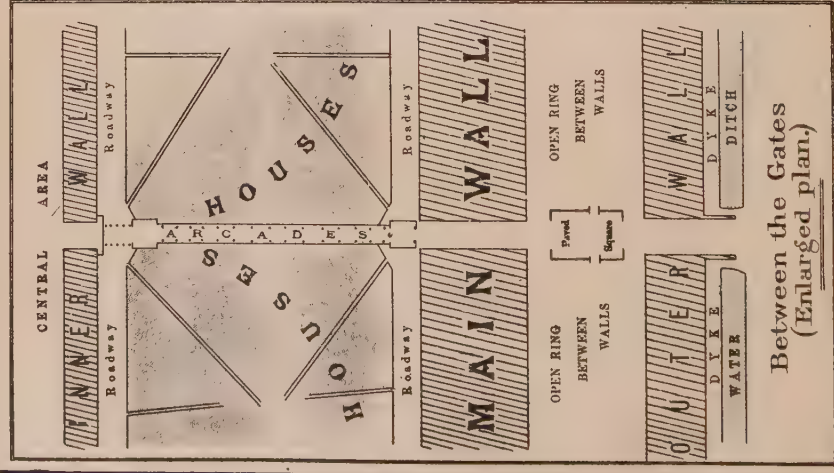 CENTRAL AREA
INNER WALL
Roadway Roadway
HOUSES
ARCADES
HOUSES
Roadway Roadway
MAIN WALL
OPEN RING
BETWEEN
WALLS
Paved
Square
OPEN RING
BETWEEN
WALLS
OUTER WALL
DYKE DYKE
WATER DITCH
Between the Gates
(Enlarged plan.)